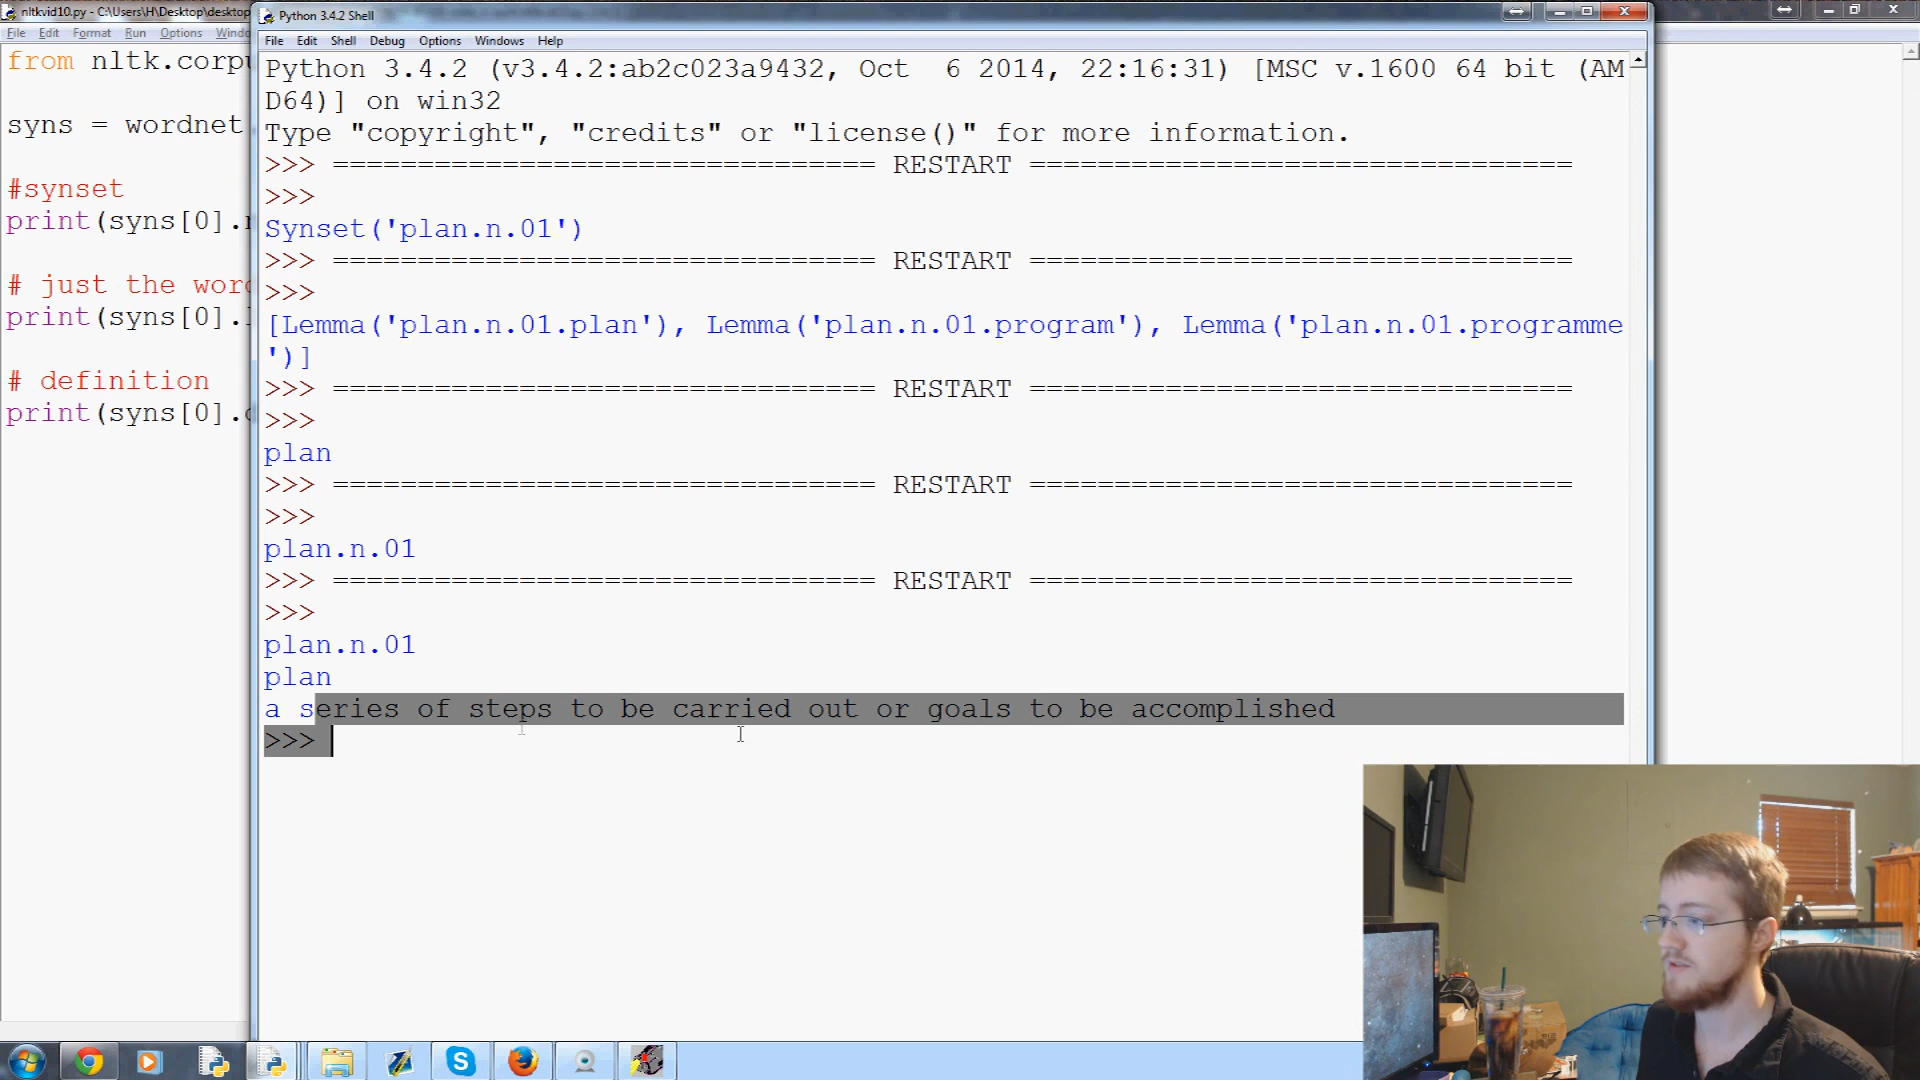 nltkvid10.py - C:\Users\H\Desktop\desktop
File Edit Format Run Options Windo
from nltk.corpu
syns = wordnet
#synset
print(syns[0].n
# just the word
print(syns[0].l
# definition
print(syns[0].d
Python 3.4.2 Shell
File Edit Shell Debug Options Windows Help
Python 3.4.2 (v3.4.2:ab2c023a9432, Oct  6 2014, 22:16:31) [MSC v.1600 64 bit (AM
D64)] on win32
Type "copyright", "credits" or "license()" for more information.
>>> ================================ RESTART ================================
>>>
Synset('plan.n.01')
>>> ================================ RESTART ================================
>>>
[Lemma('plan.n.01.plan'), Lemma('plan.n.01.program'), Lemma('plan.n.01.programme
')]
>>> ================================ RESTART ================================
>>>
plan
>>> ================================ RESTART ================================
>>>
plan.n.01
>>> ================================ RESTART ================================
>>>
plan.n.01
plan
a series of steps to be carried out or goals to be accomplished
>>>